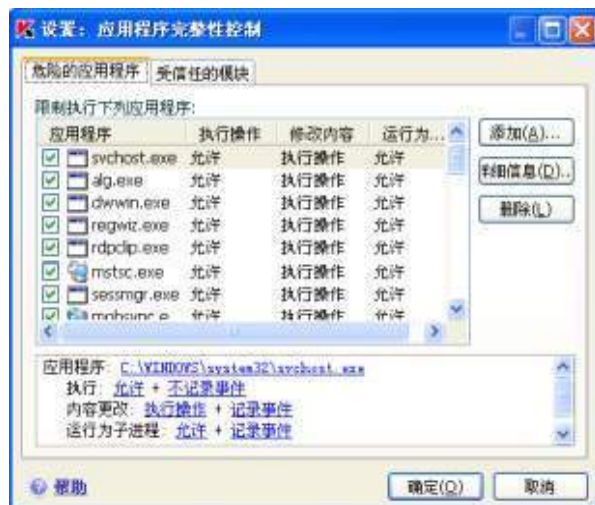 设置: 应用程序完整性控制
危险的应用程序 受信任的模块
限制执行下列应用程序:
应用程序 执行操作 修改内容 运行为...
svchost.exe 允许 执行操作 允许
alg.exe 允许 执行操作 允许
dwwin.exe 允许 执行操作 允许
regwiz.exe 允许 执行操作 允许
rdpclip.exe 允许 执行操作 允许
mstsc.exe 允许 执行操作 允许
sessmgr.exe 允许 执行操作 允许
mobsync.e 允许 执行操作 允许
添加(A)...
详细信息(D)..
删除(L)
应用程序: C:\WINDOWS\system32\svchost.exe
执行: 允许 + 不记录事件
内容更改: 执行操作 + 记录事件
运行为子进程: 允许 + 记录事件
帮助
确定(O)
取消